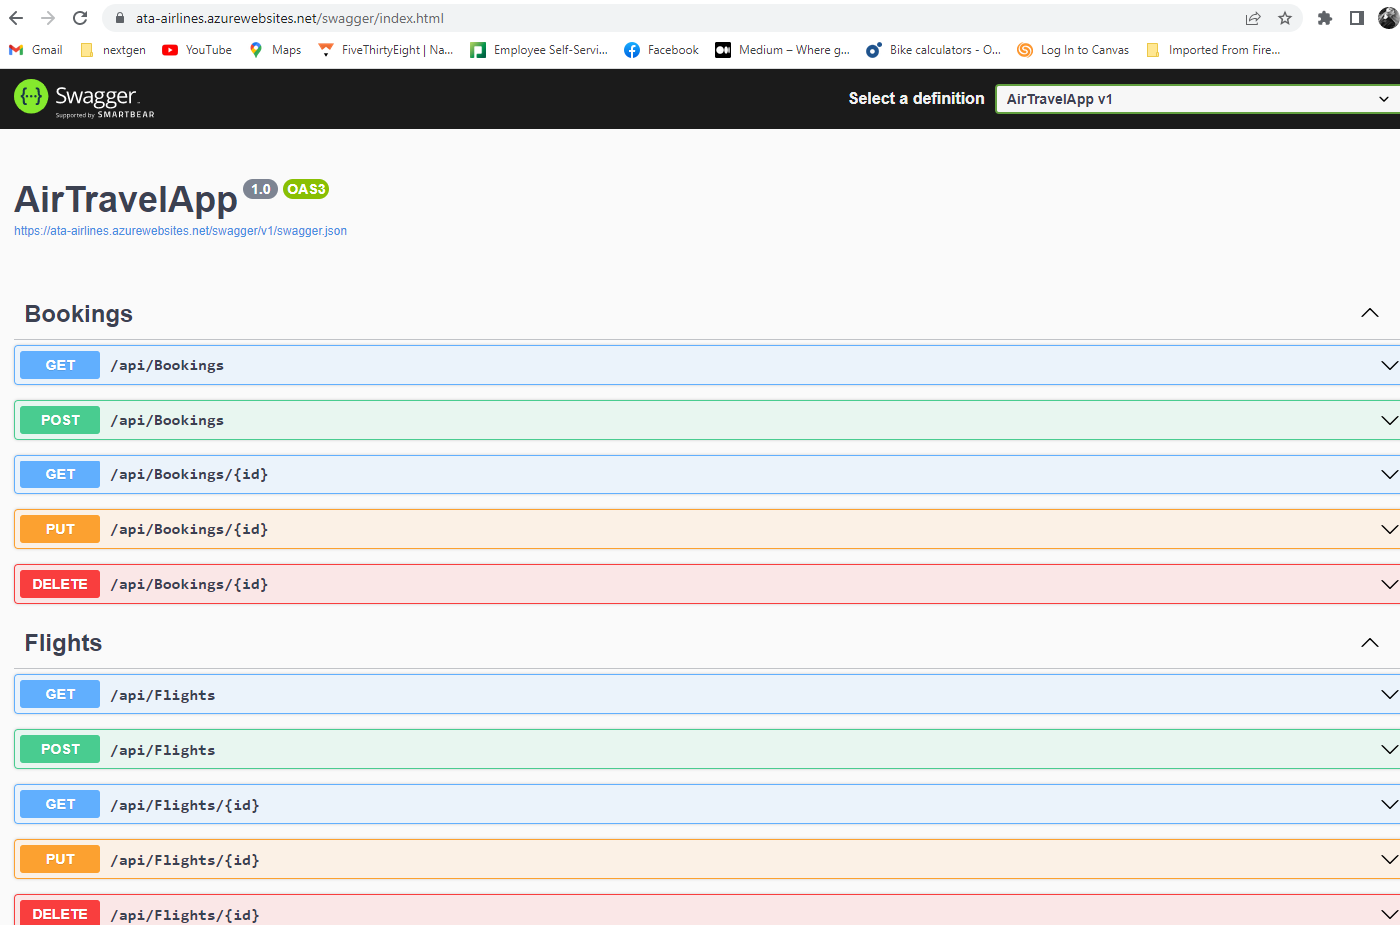 ata-airlines.azurewebsites.net/swagger/index.html
Gmail nextgen YouTube Maps FiveThirtyEight | Na... Employee Self-Servi... Facebook Medium – Where g... Bike calculators - O... Log In to Canvas Imported From Fire...
Swagger.
Supported by SMARTBEAR
Select a definition AirTravelApp v1
AirTravelApp 1.0 OAS3
https://ata-airlines.azurewebsites.net/swagger/v1/swagger.json
Bookings
GET /api/Bookings
POST /api/Bookings
GET /api/Bookings/{id}
PUT /api/Bookings/{id}
DELETE /api/Bookings/{id}
Flights
GET /api/Flights
POST /api/Flights
GET /api/Flights/{id}
PUT /api/Flights/{id}
DELETE /api/Flights/{id}